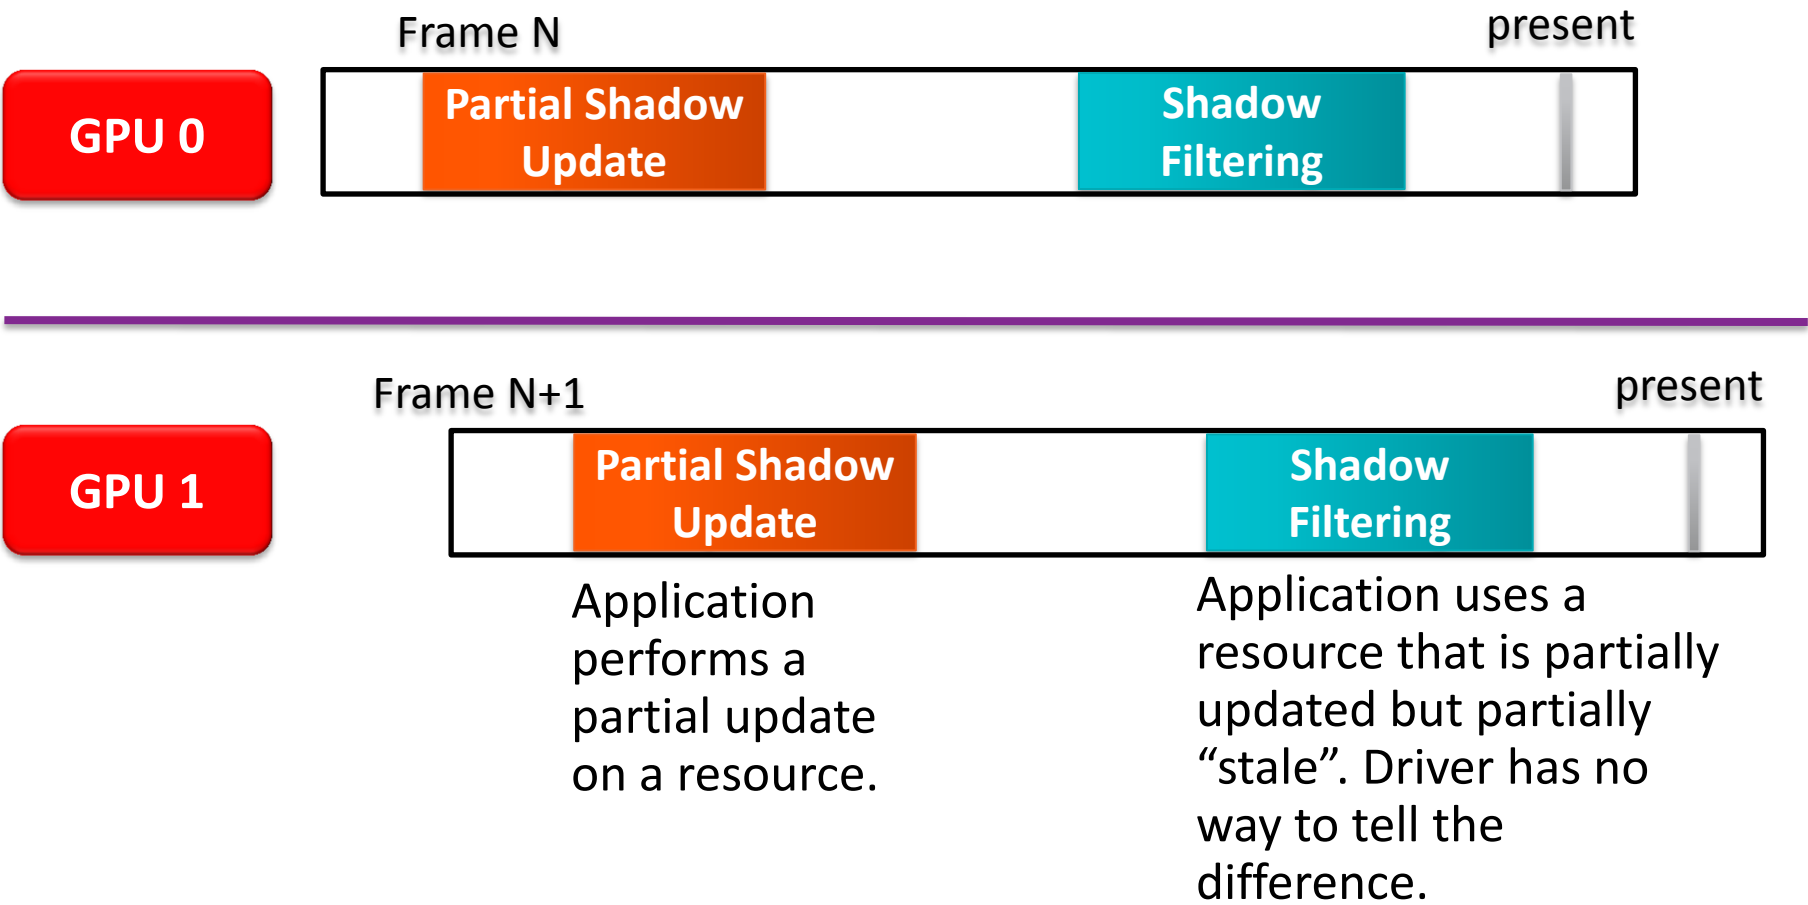 Frame N
present
GPU 0
Partial Shadow
Update
Shadow
Filtering
Frame N+1
present
GPU 1
Partial Shadow
Update
Shadow
Filtering
Application
performs a
partial update
on a resource.
Application uses a
resource that is partially
updated but partially
“stale”. Driver has no
way to tell the
difference.